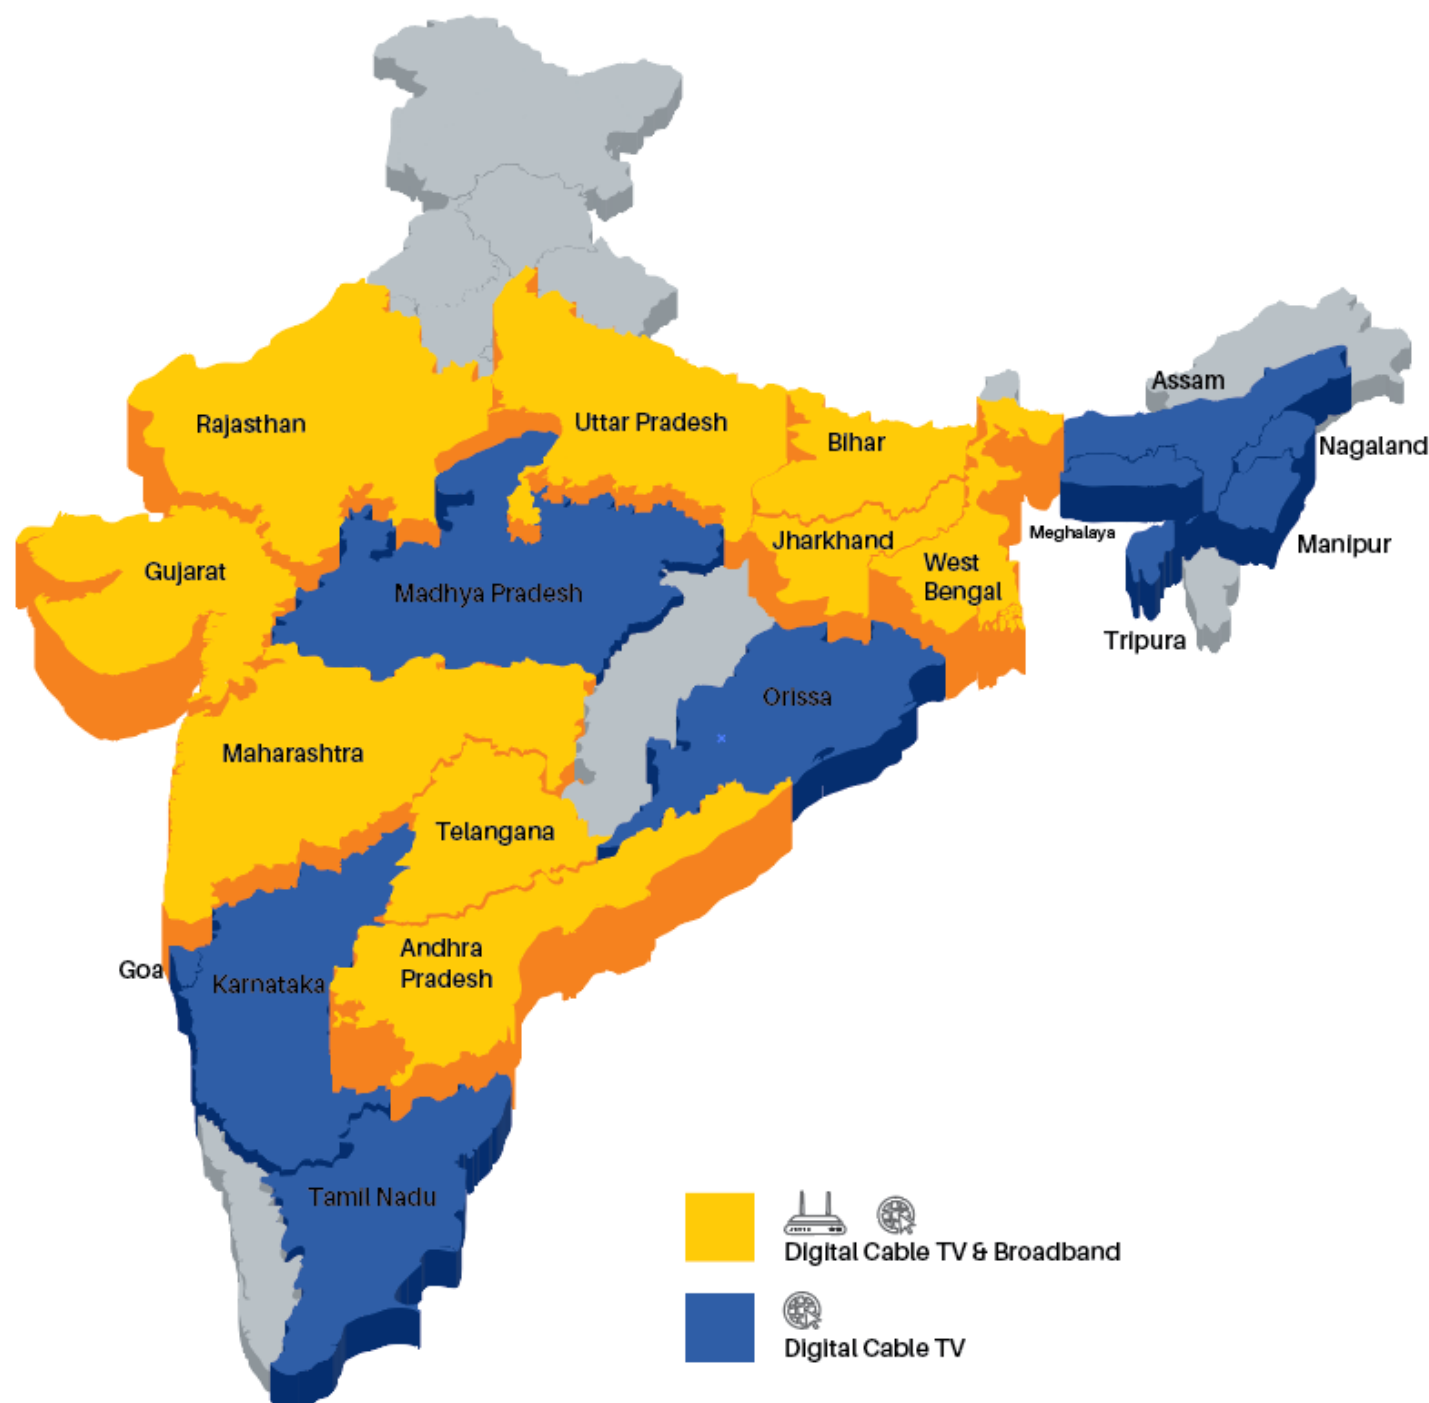 Assam
Rajasthan
Uttar Pradesh
Bihar
Nagaland
Meghalaya
Jharkhand
Manipur
Gujarat
West
Bengal
Madhya Pradesh
Tripura
Orissa
Maharashtra
Telangana
Andhra
Pradesh
Goa
Karnataka
Tamil Nadu
Digital Cable TV & Broadband
Digital Cable TV